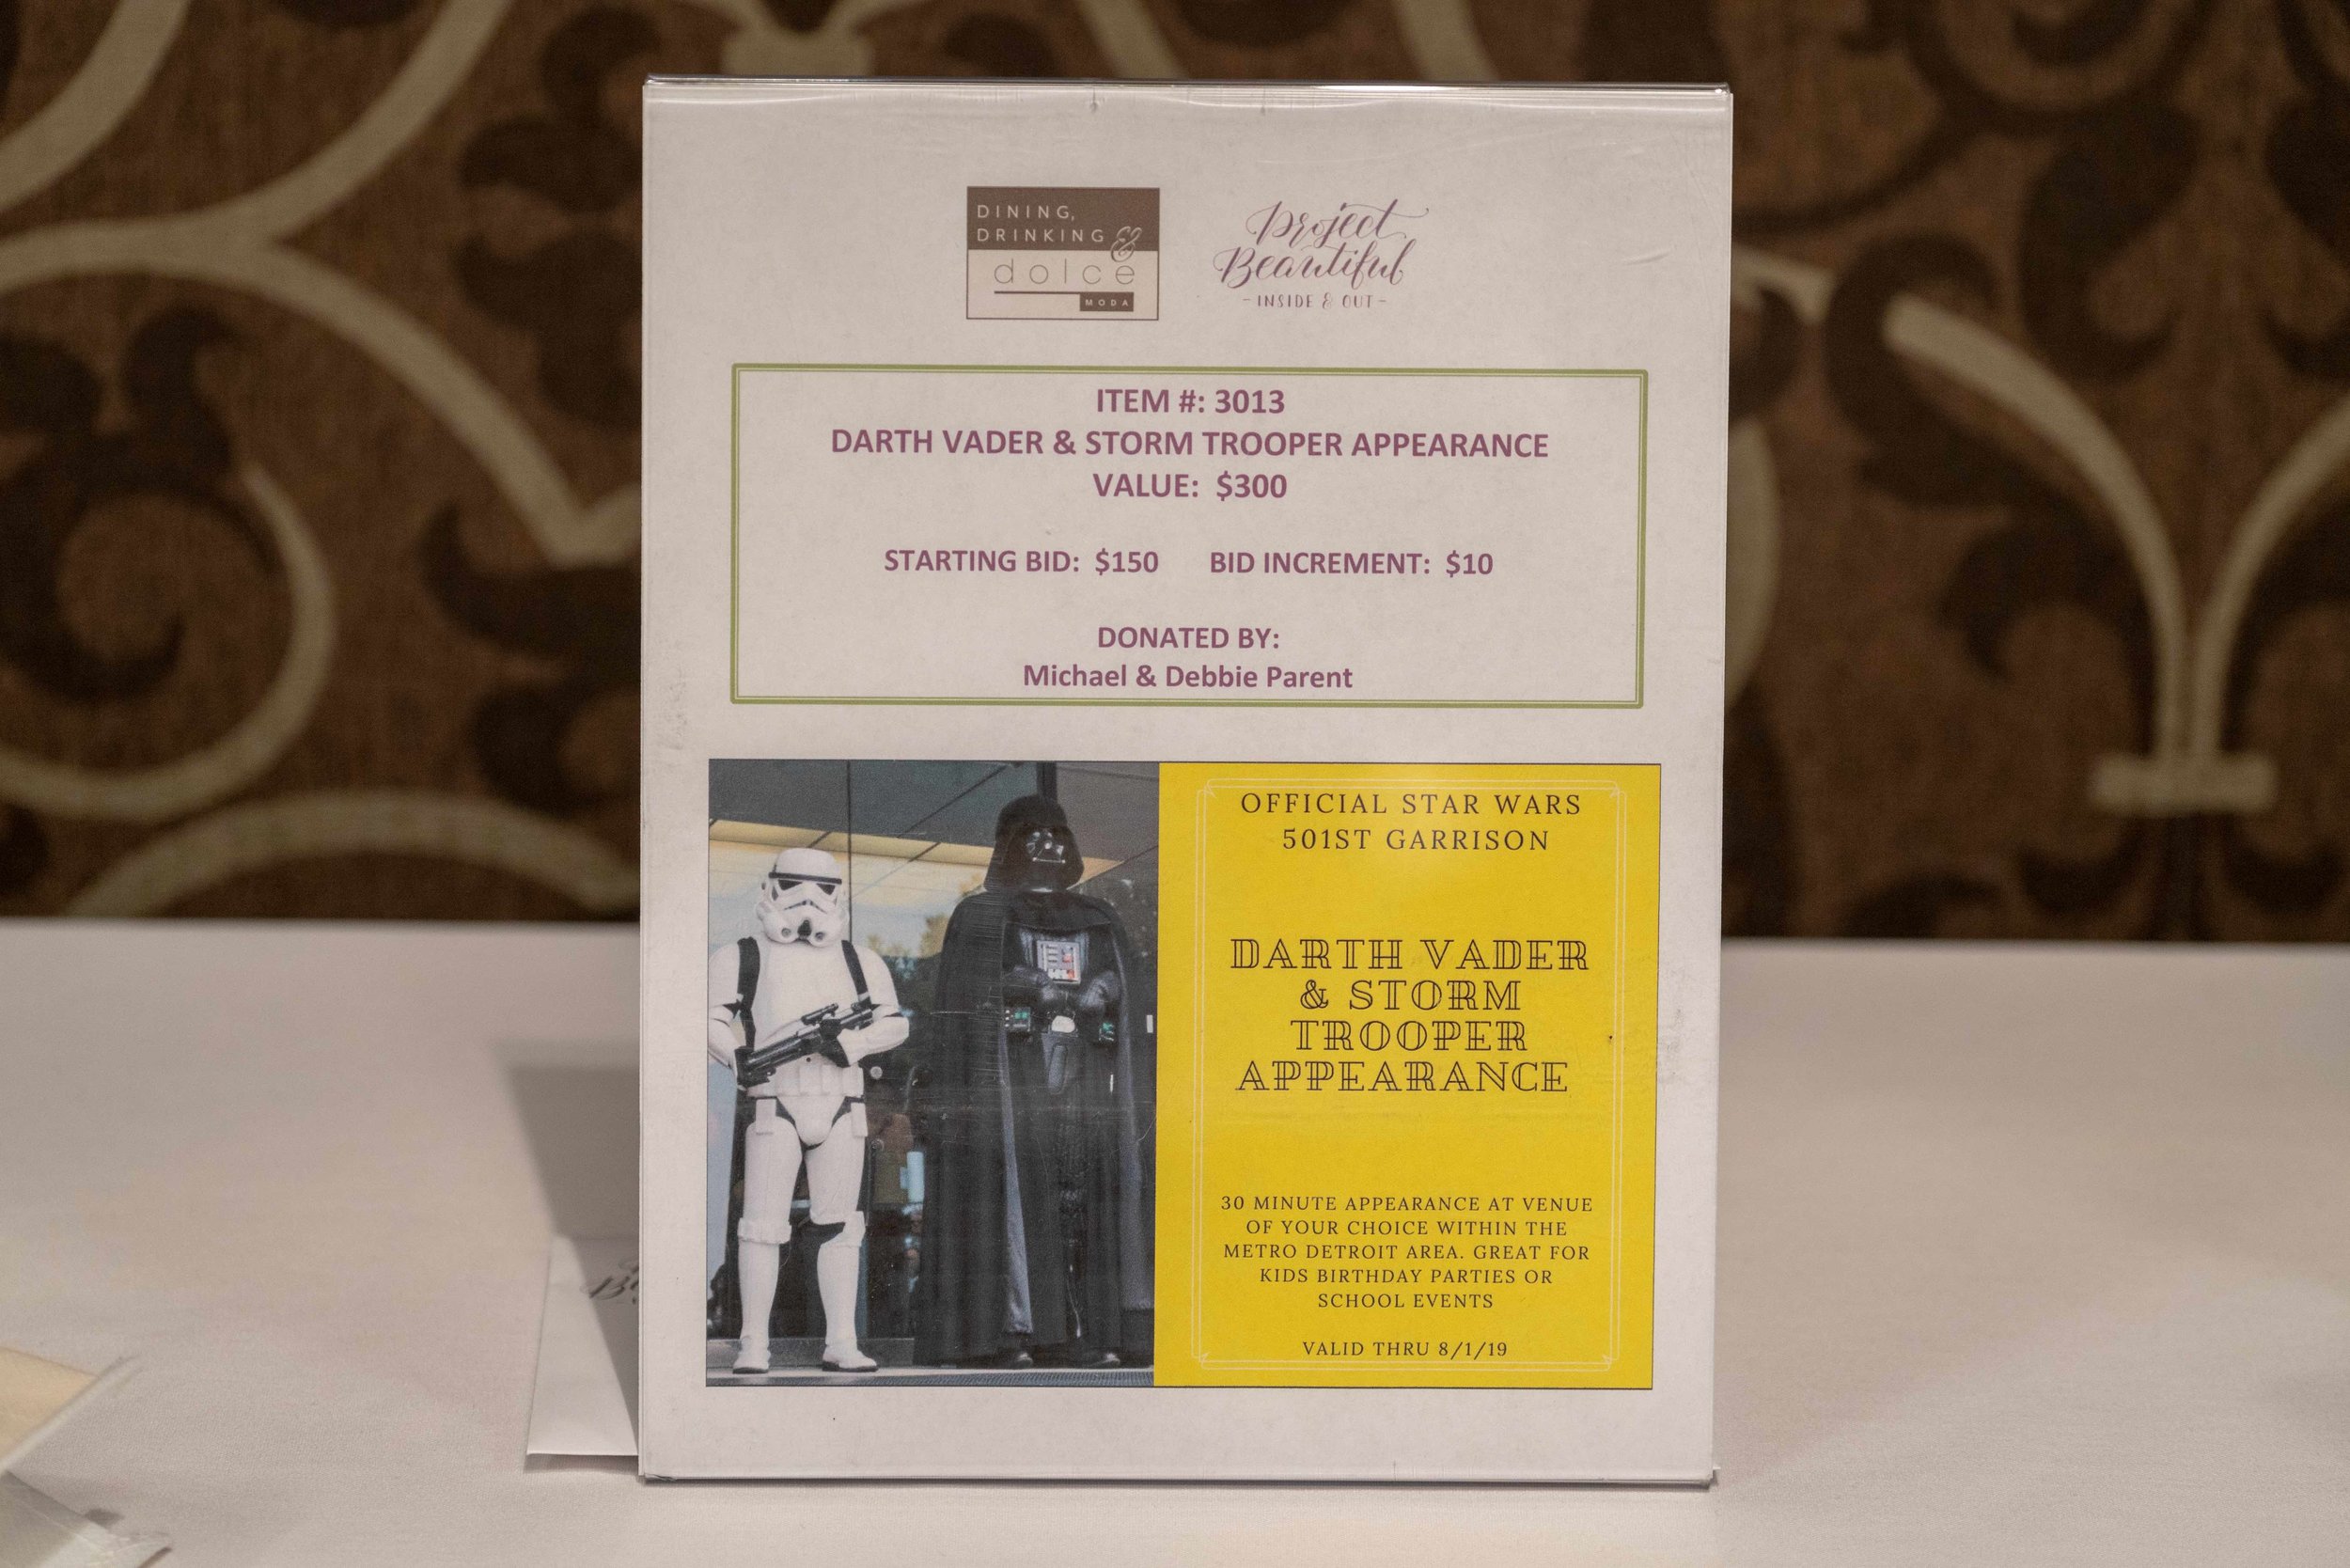 DINING,
DRINKING &
dolce
MODA
Project
Beautiful
- INSIDE & OUT -
ITEM #: 3013
DARTH VADER & STORM TROOPER APPEARANCE
VALUE: $300
STARTING BID: $150 BID INCREMENT: $10
DONATED BY:
Michael & Debbie Parent
OFFICIAL STAR WARS
501ST GARRISON
DARTH VADER
& STORM
TROOPER
APPEARANCE
30 MINUTE APPEARANCE AT VENUE
OF YOUR CHOICE WITHIN THE
METRO DETROIT AREA. GREAT FOR
KIDS BIRTHDAY PARTIES OR
SCHOOL EVENTS
VALID THRU 8/1/19